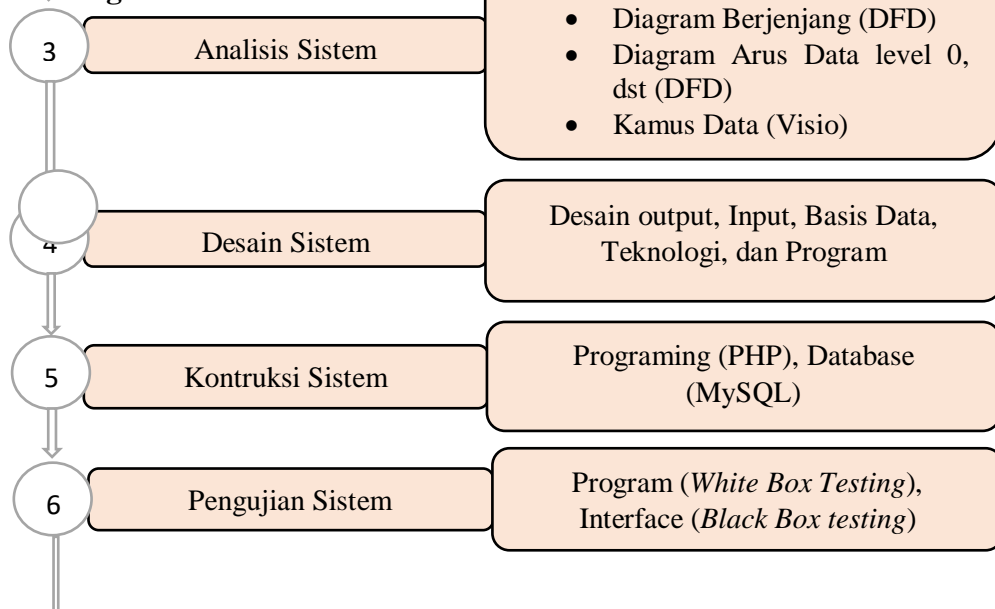 3
Analisis Sistem
• Diagram Berjenjang (DFD)
• Diagram Arus Data level 0,
dst (DFD)
• Kamus Data (Visio)
4
Desain Sistem
Desain output, Input, Basis Data,
Teknologi, dan Program
5
Kontruksi Sistem
Programing (PHP), Database
(MySQL)
6
Pengujian Sistem
Program (White Box Testing),
Interface (Black Box testing)